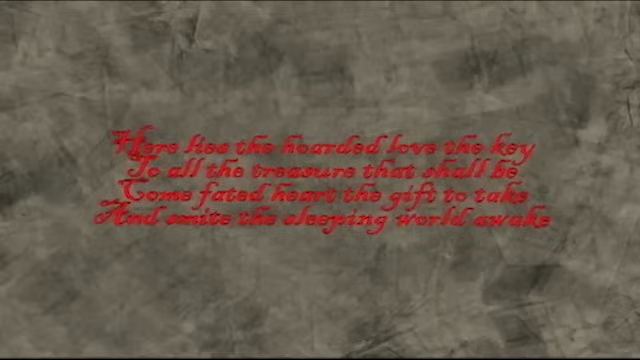 Here lies the hoarded love the key
To all the treasure that shall be
Come fated heart the gift to take
And smite the sleeping world awake